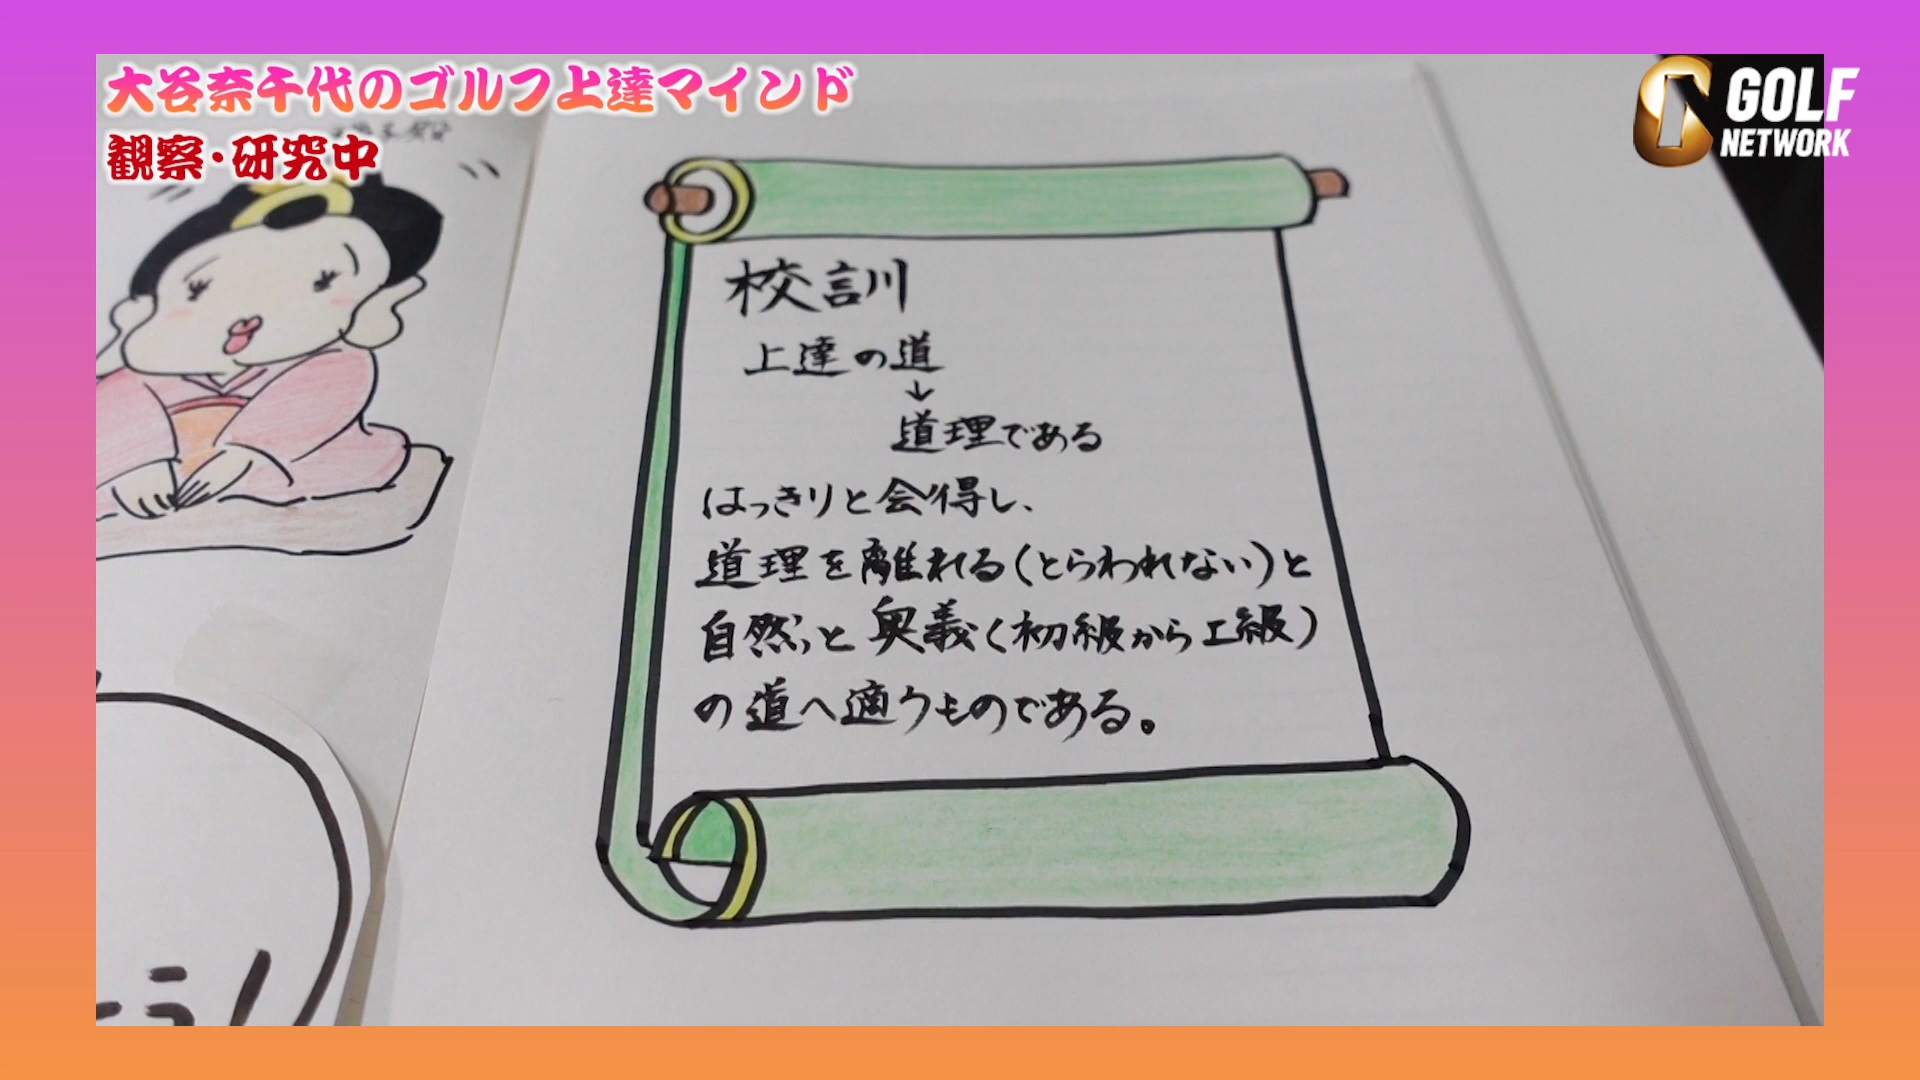 大谷奈千代のゴルフ上達マインド
観察・研究中
GOLF
NETWORK
校訓
上達の道
↓
道理である
はっきりと会得し、
道理を離れる(とらわれない)と
自然と奥義(初級から上級)
の道へ適うものである。